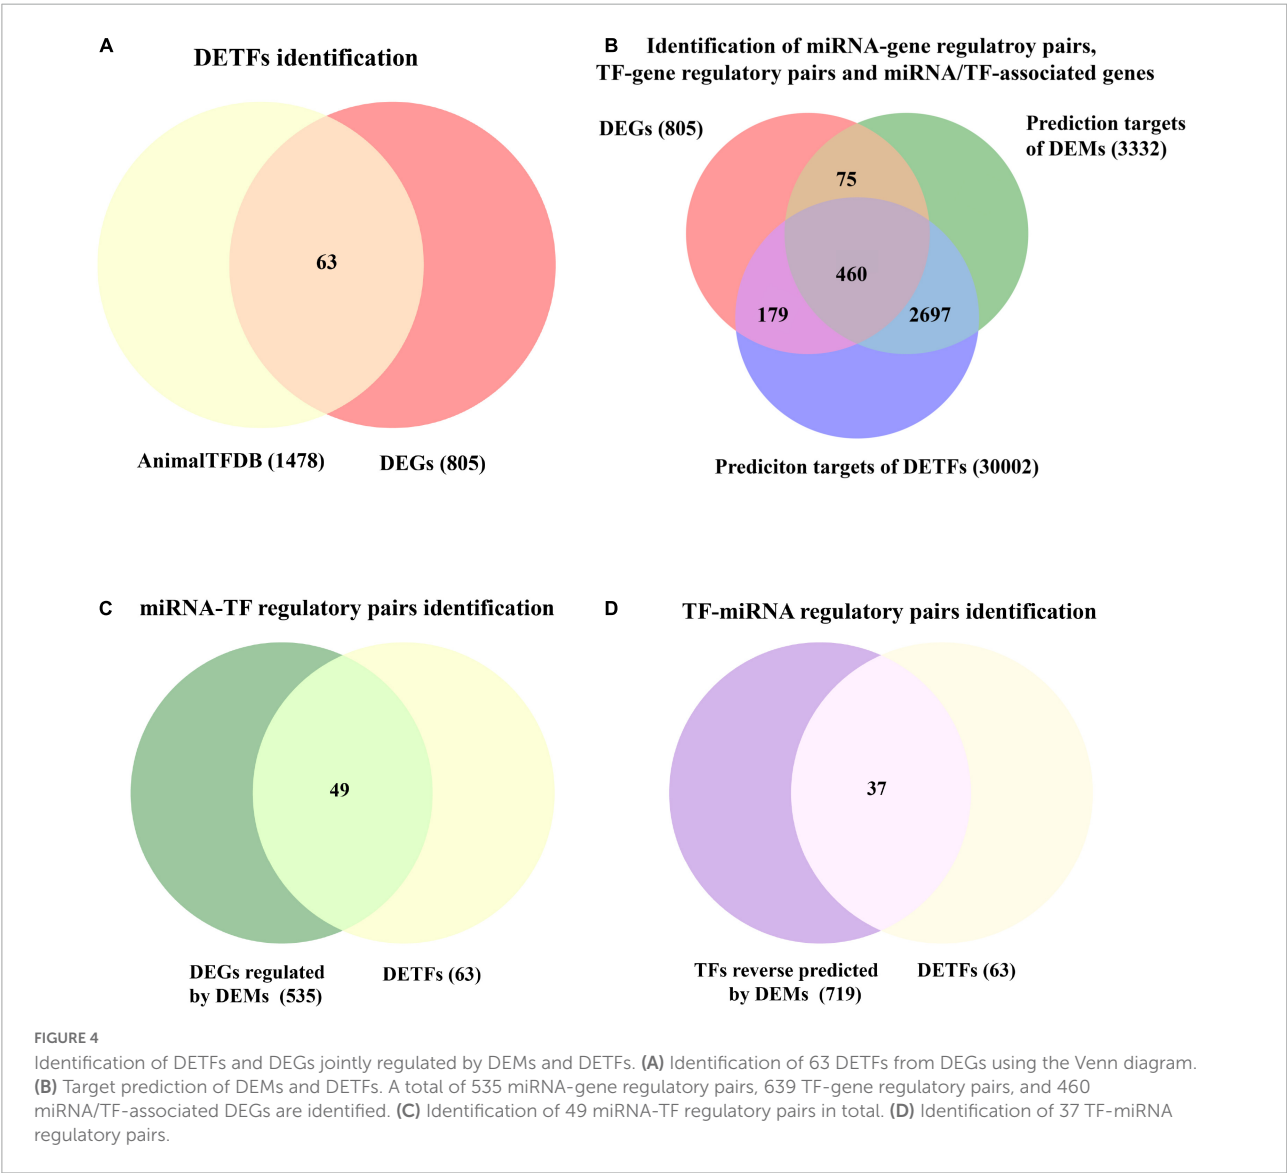 A
DETFs identification
63
AnimalTFDB (1478)
DEGs (805)
B
Identification of miRNA-gene regulatroy pairs,
TF-gene regulatory pairs and miRNA/TF-associated genes
DEGs (805)
Prediction targets
of DEMs (3332)
75
460
179
2697
Prediciton targets of DETFs (30002)
C
miRNA-TF regulatory pairs identification
49
DEGs regulated
by DEMs (535)
DETFs (63)
D
TF-miRNA regulatory pairs identification
37
TFs reverse predicted
by DEMs (719)
DETFs (63)
FIGURE 4
Identification of DETFs and DEGs jointly regulated by DEMs and DETFs. (A) Identification of 63 DETFs from DEGs using the Venn diagram.
(B) Target prediction of DEMs and DETFs. A total of 535 miRNA-gene regulatory pairs, 639 TF-gene regulatory pairs, and 460
miRNA/TF-associated DEGs are identified. (C) Identification of 49 miRNA-TF regulatory pairs in total. (D) Identification of 37 TF-miRNA
regulatory pairs.